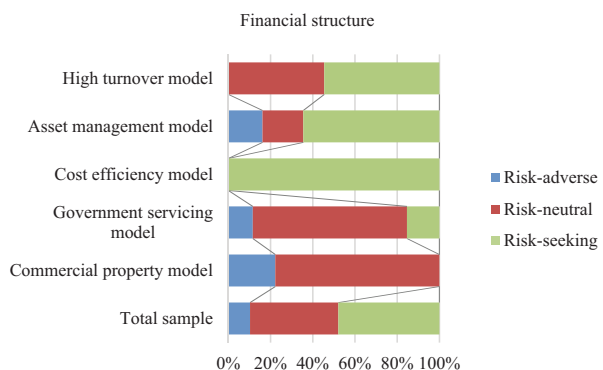 Financial structure
High turnover model
Asset management model
Cost efficiency model
Government servicing
model
Commercial property model
Total sample
Risk-adverse
Risk-neutral
Risk-seeking
0% 20% 40% 60% 80% 100%